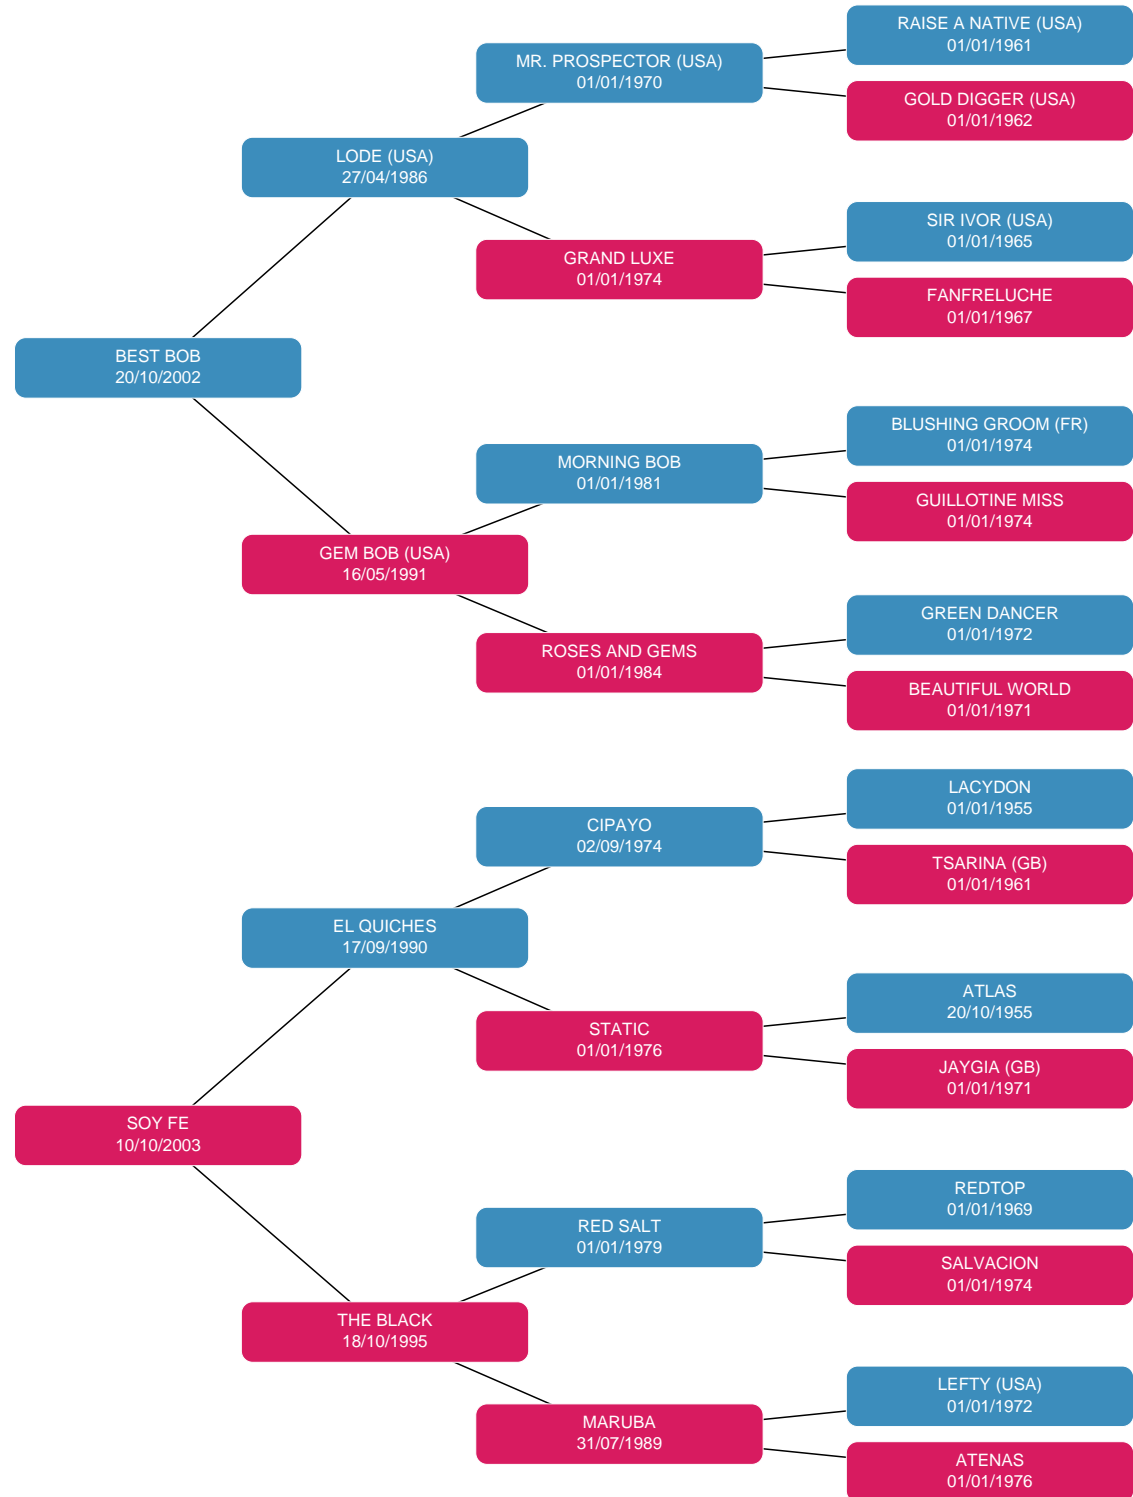 RAISE A NATIVE (USA)
01/01/1961
MR. PROSPECTOR (USA)
01/01/1970
GOLD DIGGER (USA)
01/01/1962
LODE (USA)
27/04/1986
SIR IVOR (USA)
01/01/1965
GRAND LUXE
01/01/1974
FANFRELUCHE
01/01/1967
BEST BOB
20/10/2002
BLUSHING GROOM (FR)
01/01/1974
MORNING BOB
01/01/1981
GUILLOTINE MISS
01/01/1974
GEM BOB (USA)
16/05/1991
GREEN DANCER
01/01/1972
ROSES AND GEMS
01/01/1984
BEAUTIFUL WORLD
01/01/1971
LACYDON
01/01/1955
CIPAYO
02/09/1974
TSARINA (GB)
01/01/1961
EL QUICHES
17/09/1990
ATLAS
20/10/1955
STATIC
01/01/1976
JAYGIA (GB)
01/01/1971
SOY FE
10/10/2003
REDTOP
01/01/1969
RED SALT
01/01/1979
SALVACION
01/01/1974
THE BLACK
18/10/1995
LEFTY (USA)
01/01/1972
MARUBA
31/07/1989
ATENAS
01/01/1976